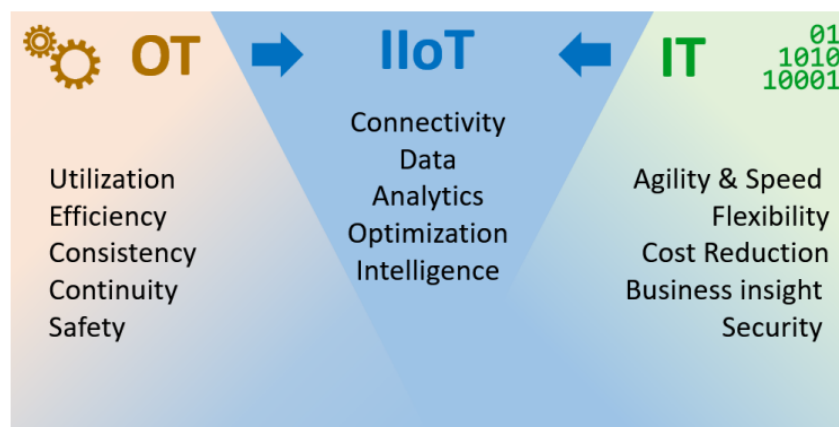 OT
IIoT
IT
01
1010
10001
Utilization
Efficiency
Consistency
Continuity
Safety
Connectivity
Data
Analytics
Optimization
Intelligence
Agility & Speed
Flexibility
Cost Reduction
Business insight
Security